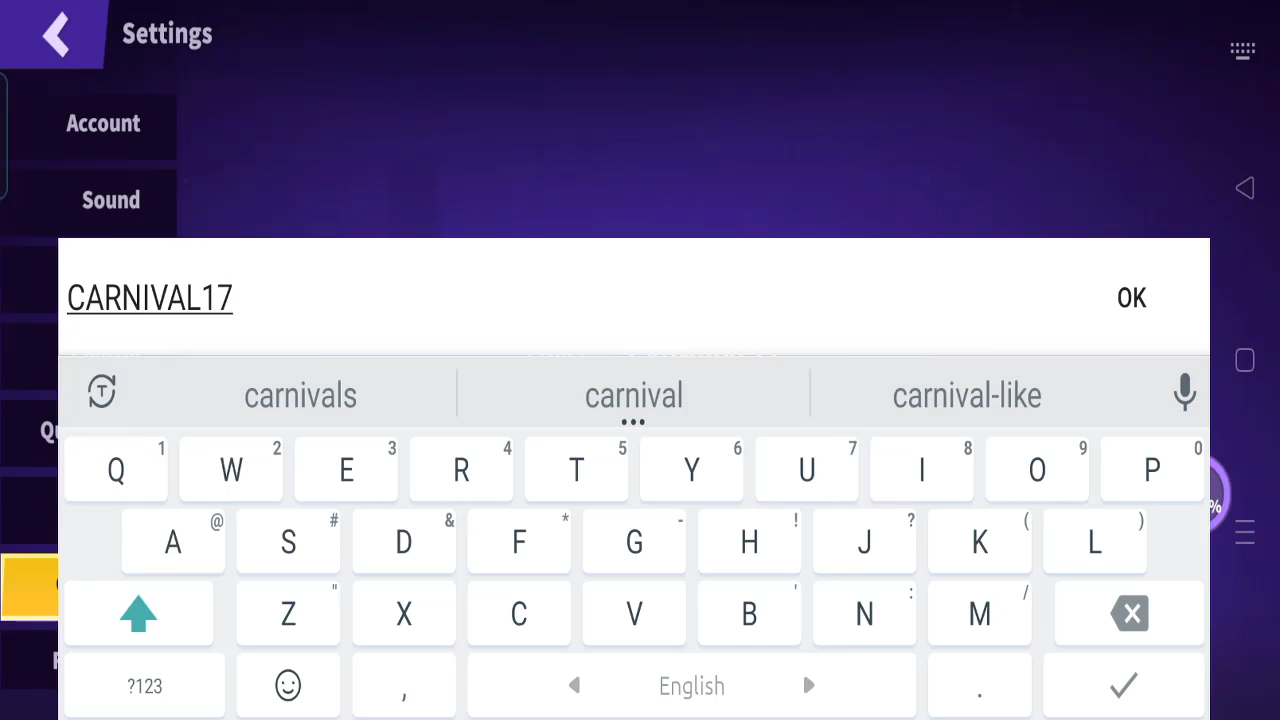 Settings
Account
Sound
CARNIVAL17
OK
carnivals carnival carnival-like
Q 1 W 2 E 3 R 4 T 5 Y 6 U 7 I 8 O 9 P 0
A @ S # D & F * G - H ! J ? K ( L )
Z " X C V B ' N : M /
?123 , English .
%